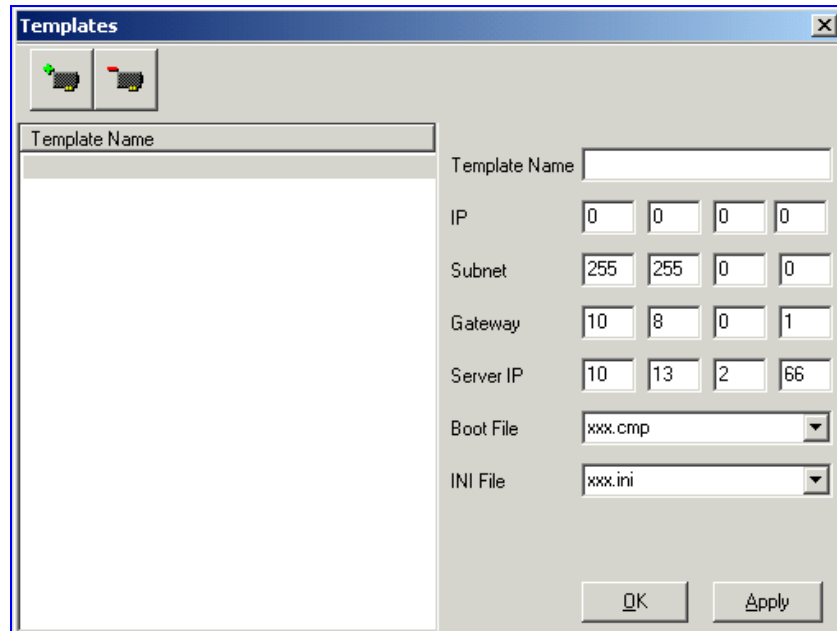 Templates
Template Name
Template Name
IP 0 0 0 0
Subnet 255 255 0 0
Gateway 10 8 0 1
Server IP 10 13 2 66
Boot File xxx.cmp
INI File xxx.ini
OK Apply